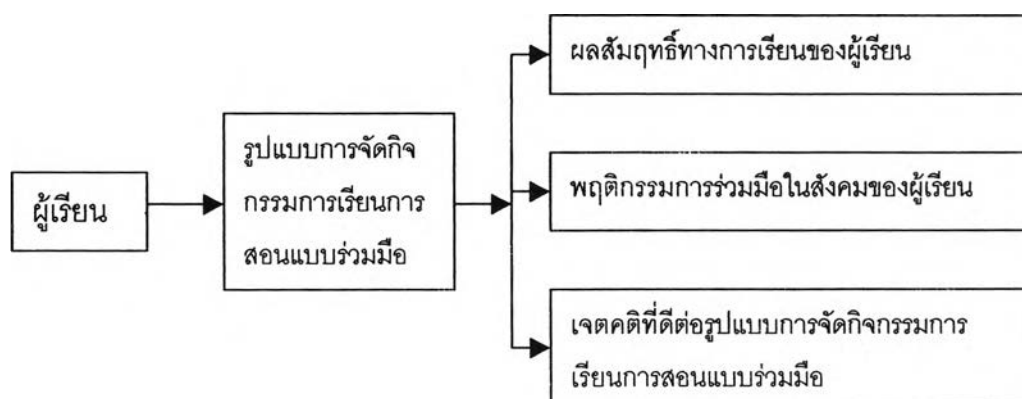 ผู้เรียน
รูปแบบการจัดกิจ
กรรมการเรียนการ
สอนแบบร่วมมือ
ผลสัมฤทธิ์ทางการเรียนของผู้เรียน
พฤติกรรมการร่วมมือในสังคมของผู้เรียน
เจตคติที่ดีต่อรูปแบบการจัดกิจกรรมการ
เรียนการสอนแบบร่วมมือ